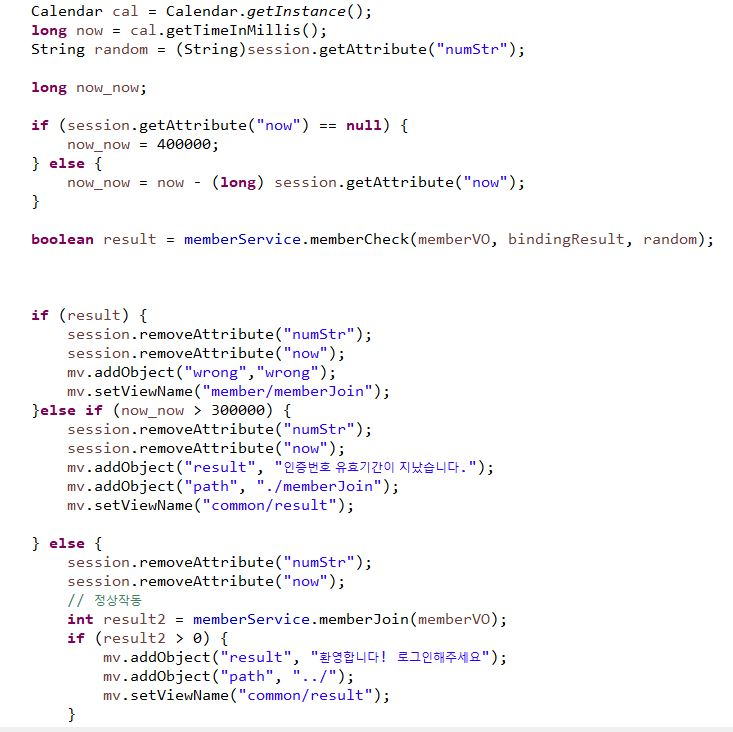 Calendar cal = Calendar.getInstance();
long now = cal.getTimeInMillis();
String random = (String)session.getAttribute("numStr");
long now_now;
if (session.getAttribute("now") == null) {
now_now = 400000;
} else {
now_now = now - (long) session.getAttribute("now");
}
boolean result = memberService.memberCheck(memberVO, bindingResult, random);
if (result) {
session.removeAttribute("numStr");
session.removeAttribute("now");
mv.addObject("wrong","wrong");
mv.setViewName("member/memberJoin");
}else if (now_now > 300000) {
session.removeAttribute("numStr");
session.removeAttribute("now");
mv.addObject("result", "인증번호 유효기간이 지났습니다.");
mv.addObject("path", "./memberJoin");
mv.setViewName("common/result");
} else {
session.removeAttribute("numStr");
session.removeAttribute("now");
// 정상작동
int result2 = memberService.memberJoin(memberVO);
if (result2 > 0) {
mv.addObject("result", "환영합니다! 로그인해주세요");
mv.addObject("path", "../");
mv.setViewName("common/result");
}